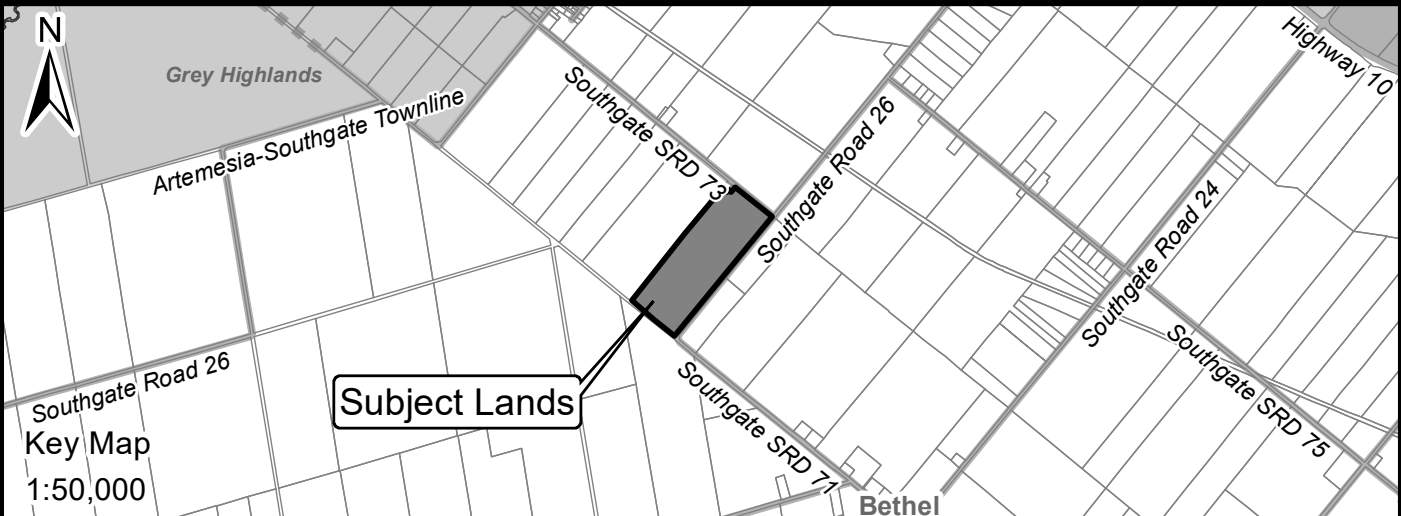 N
Grey Highlands
Artemesia-Southgate Townline
Southgate SRD 73
Southgate Road 26
Highway 10
Southgate Road 24
Southgate Road 26
Subject Lands
Southgate SRD 71
Southgate SRD 75
Key Map
1:50,000
Bethel